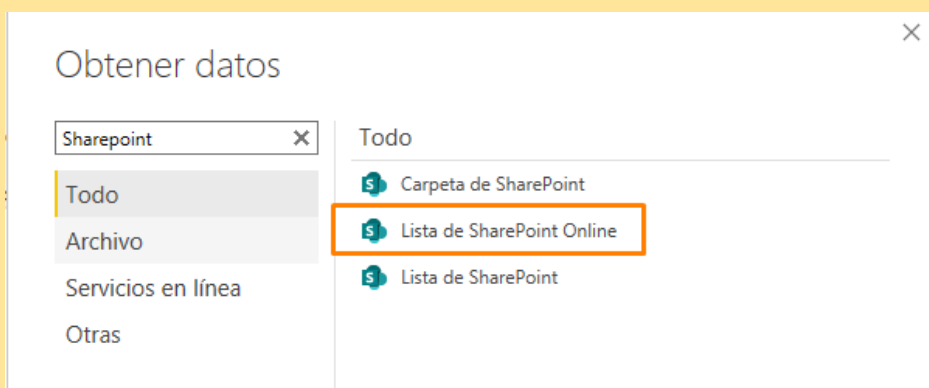 Obtener datos
Sharepoint
Todo
Archivo
Servicios en línea
Otras
Todo
Carpeta de SharePoint
Lista de SharePoint Online
Lista de SharePoint